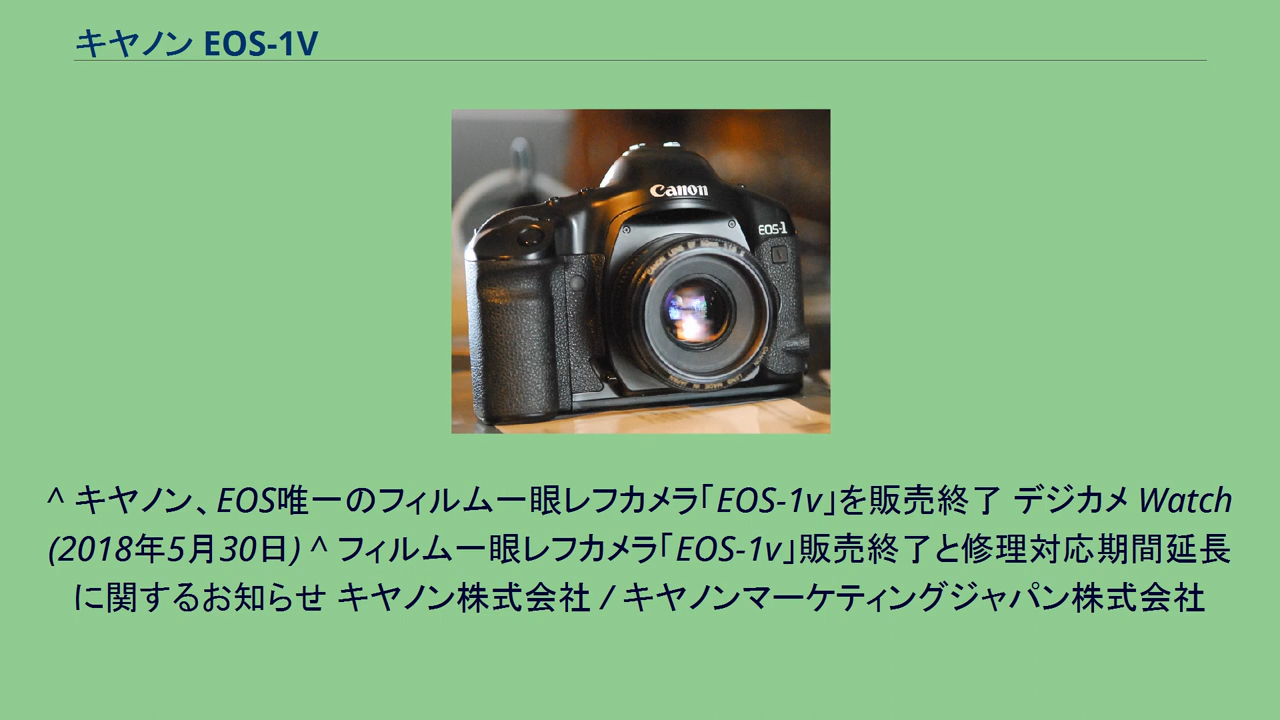 キヤノン EOS-1V
Canon
EOS-1
^ キヤノン、EOS唯一のフィルム一眼レフカメラ「EOS-1v」を販売終了 デジカメ Watch
(2018年5月30日) ^ フィルム一眼レフカメラ「EOS-1v」販売終了と修理対応期間延長
に関するお知らせ キヤノン株式会社 / キヤノンマーケティングジャパン株式会社